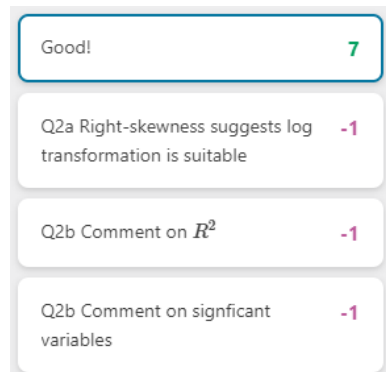 Good! 7
Q2a Right-skewness suggests log -1
transformation is suitable
Q2b Comment on R² -1
Q2b Comment on signficant -1
variables